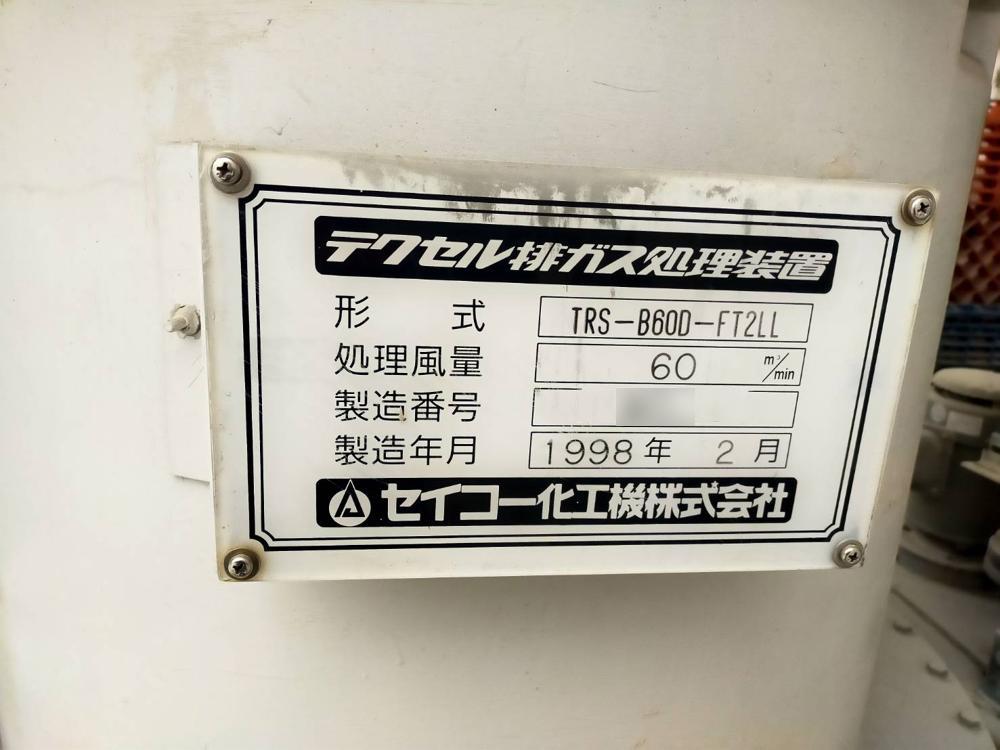 テクセル排ガス処理装置
形式 TRS-B60D-FT2LL
処理風量 60 m³/min
製造番号
製造年月 1998年 2月
セイコー化工機株式会社